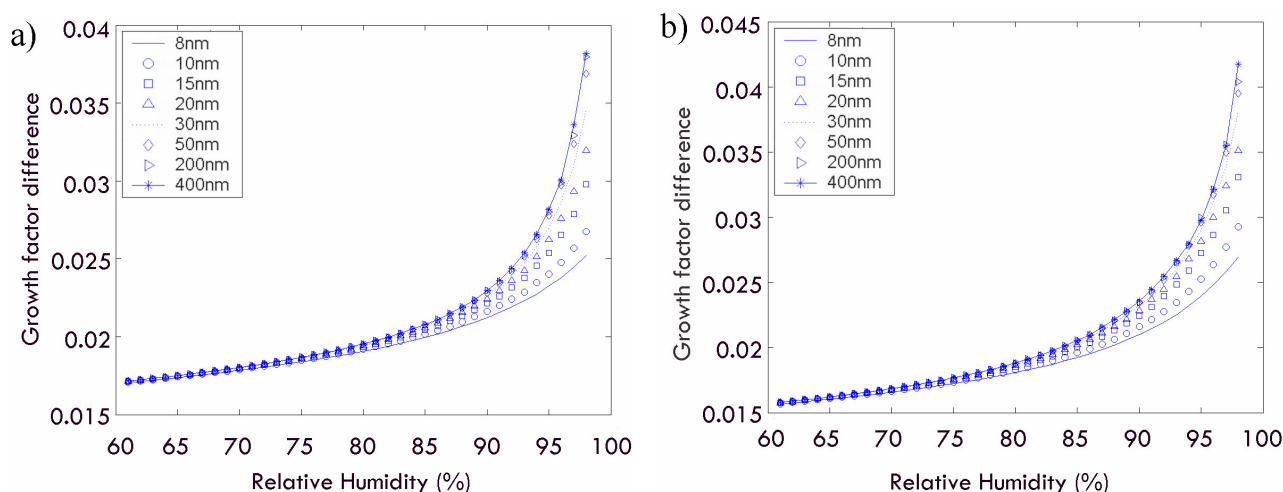 a)
0.04
0.035
0.03
0.025
0.02
0.015
Growth factor difference
8nm
10nm
15nm
20nm
30nm
50nm
200nm
400nm
60 65 70 75 80 85 90 95 100
Relative Humidity (%)
b)
0.045
0.04
0.035
0.03
0.025
0.02
0.015
Growth factor difference
8nm
10nm
15nm
20nm
30nm
50nm
200nm
400nm
60 65 70 75 80 85 90 95 100
Relative Humidity (%)